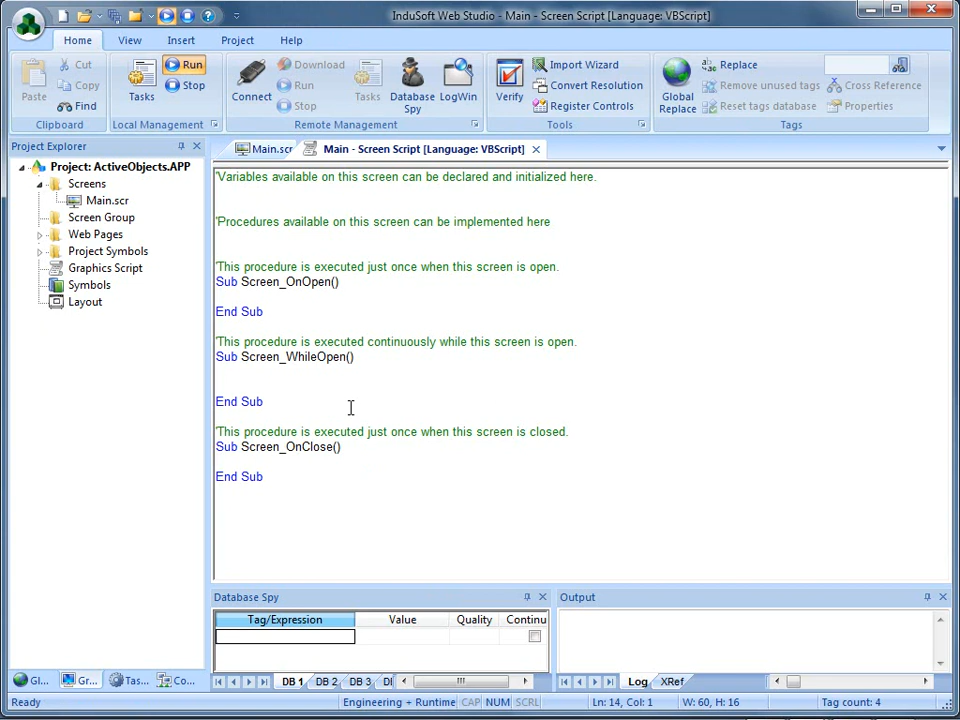 InduSoft Web Studio - Main - Screen Script [Language: VBScript]
Home View Insert Project Help
Paste
Cut
Copy
Find
Clipboard
Tasks
Run
Stop
Local Management
Connect
Download
Run
Stop
Tasks
Database Spy
LogWin
Remote Management
Verify
Import Wizard
Convert Resolution
Register Controls
Tools
Global Replace
Replace
Remove unused tags
Reset tags database
Cross Reference
Properties
Tags
Project Explorer
Project: ActiveObjects.APP
Screens
Main.scr
Screen Group
Web Pages
Project Symbols
Graphics Script
Symbols
Layout
Gl... Gr... Tas... Co...
Main.scr
Main - Screen Script [Language: VBScript]
'Variables available on this screen can be declared and initialized here.
'Procedures available on this screen can be implemented here
'This procedure is executed just once when this screen is open.
Sub Screen_OnOpen()
End Sub
'This procedure is executed continuously while this screen is open.
Sub Screen_WhileOpen()
End Sub
'This procedure is executed just once when this screen is closed.
Sub Screen_OnClose()
End Sub
Database Spy
Tag/Expression Value Quality Continu
DB 1 DB 2 DB 3 DI
Output
Log XRef
Ready
Engineering + Runtime CAP NUM SCRL Ln: 14, Col: 1 W: 60, H: 16 Tag count: 4